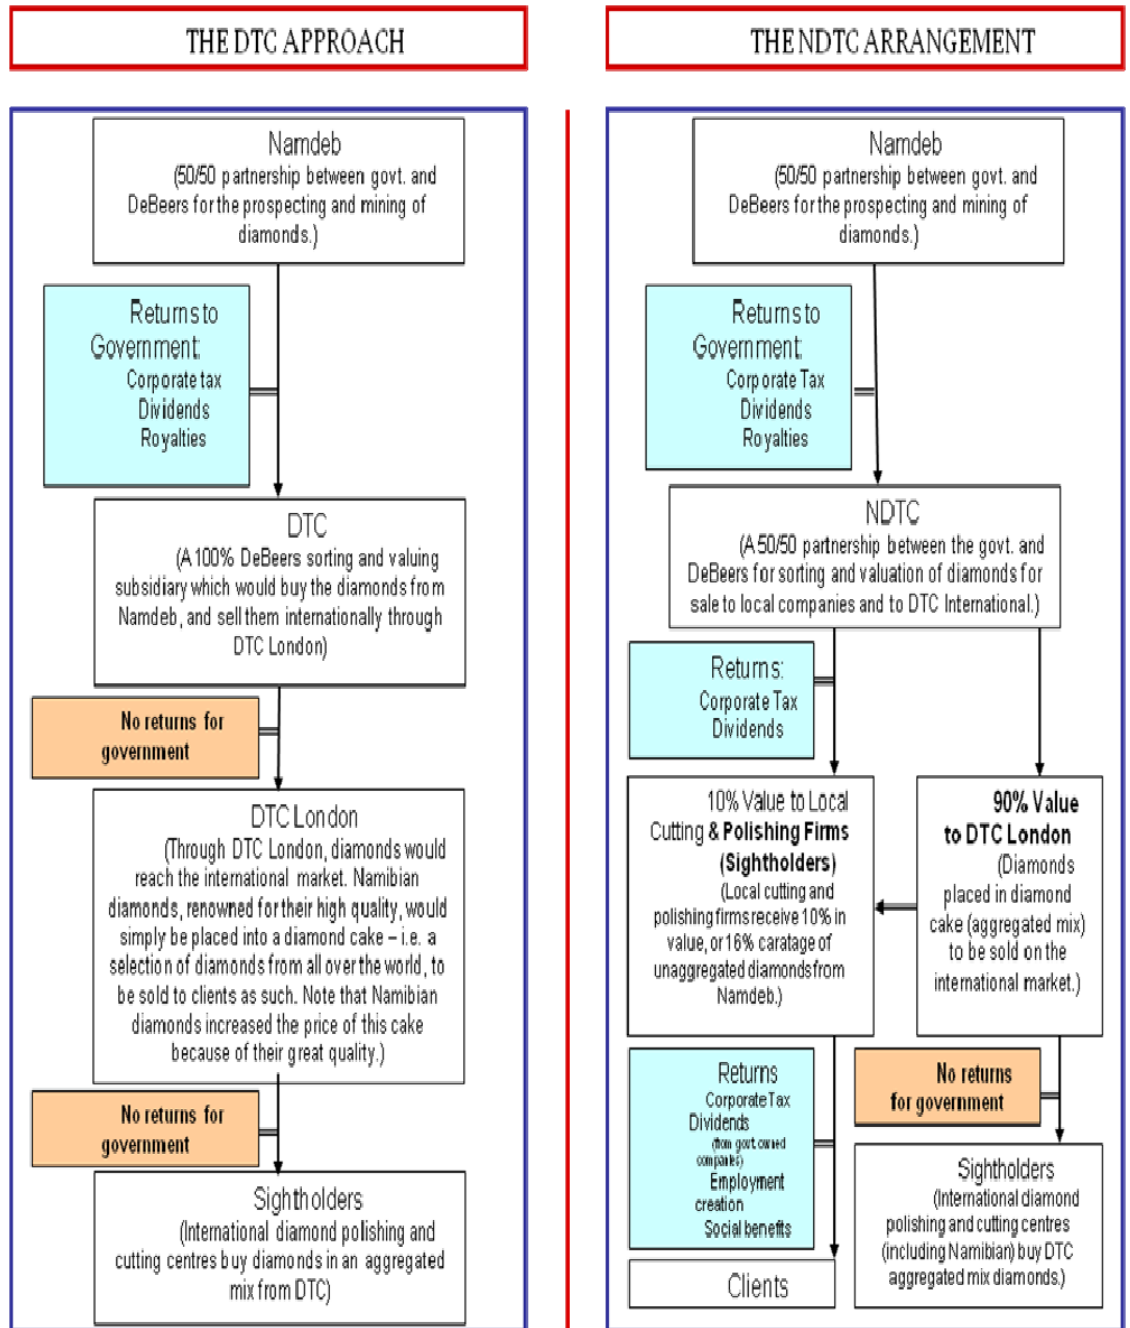 THE DTC APPROACH
Namdeb
(50/50 partnership between govt. and
DeBeers for the prospecting and mining of
diamonds.)
Returns to
Government:
Corporate tax
Dividends
Royalties
DTC
(A 100% DeBeers sorting and valuing
subsidiary which would buy the diamonds from
Namdeb, and sell them internationally through
DTC London)
No returns for
government
DTC London
(Through DTC London, diamonds would
reach the international market. Namibian
diamonds, renowned for their high quality, would
simply be placed into a diamond cake – i.e. a
selection of diamonds from all over the world, to
be sold to clients as such. Note that Namibian
diamonds increased the price of this cake
because of their great quality.)
No returns for
government
Sightholders
(International diamond polishing and
cutting centres buy diamonds in an aggregated
mix from DTC)
THE NDTC ARRANGEMENT
Namdeb
(50/50 partnership between govt. and
DeBeers for the prospecting and mining of
diamonds.)
Returns to
Government:
Corporate Tax
Dividends
Royalties
NDTC
(A 50/50 partnership between the govt. and
DeBeers for sorting and valuation of diamonds for
sale to local companies and to DTC International.)
Returns:
Corporate Tax
Dividends
10% Value to Local
Cutting & Polishing Firms
(Sightholders)
(Local cutting and
polishing firms receive 10% in
value, or 16% caratage of
unaggregated diamonds from
Namdeb.)
90% Value
to DTC London
(Diamonds
placed in diamond
cake (aggregated mix)
to be sold on the
international market.)
Returns
Corporate Tax
Dividends
(from govt. owned
companies)
Employment
creation
Social benefits
No returns
for government
Clients
Sightholders
(International diamond
polishing and cutting centres
(including Namibian) buy DTC
aggregated mix diamonds.)